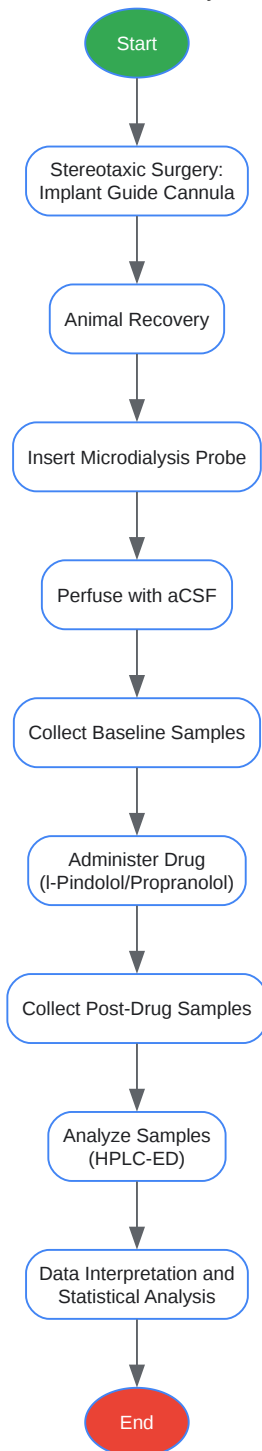 Start
Stereotaxic Surgery:
Implant Guide Cannula
Animal Recovery
Insert Microdialysis Probe
Perfuse with aCSF
Collect Baseline Samples
Administer Drug
(l-Pindolol/Propranolol)
Collect Post-Drug Samples
Analyze Samples
(HPLC-ED)
Data Interpretation and
Statistical Analysis
End